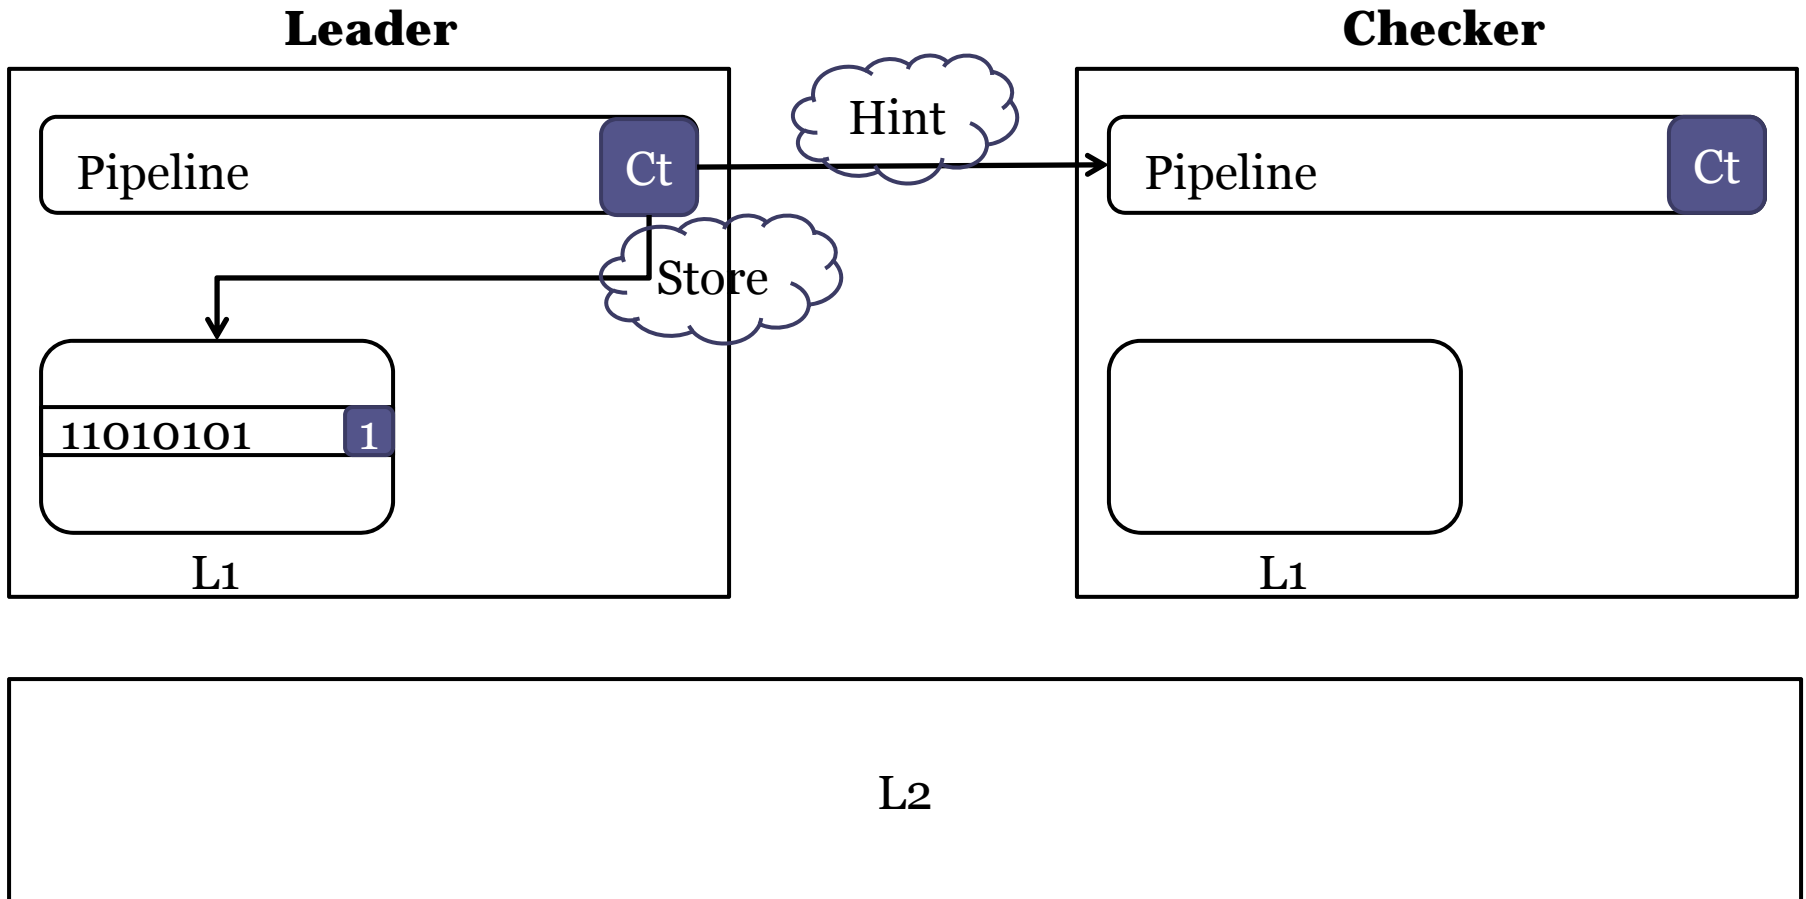 Leader
Checker
Hint
Pipeline
Ct
Pipeline
Ct
Store
11010101
1
L1
L1
L2